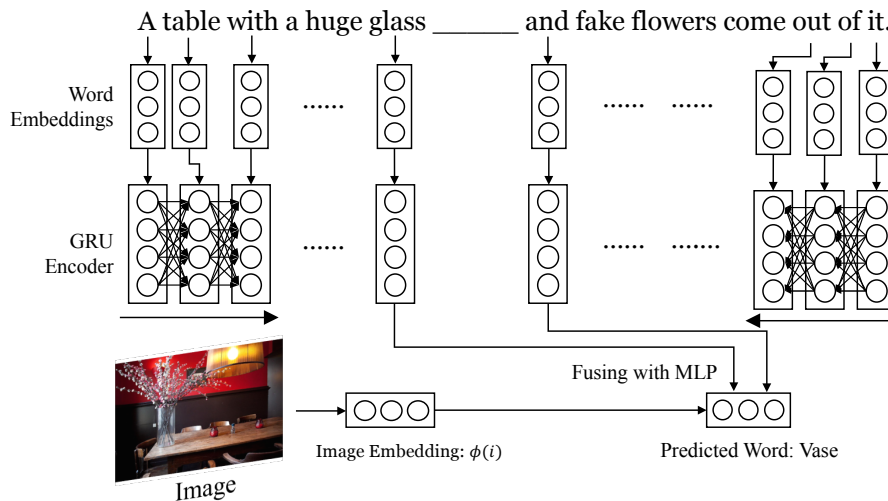 A table with a huge glass ______ and fake flowers come out of it.
Word
Embeddings
...... ...... ......
GRU
Encoder
...... ...... ......
Fusing with MLP
Image Embedding: ϕ(i)
Predicted Word: Vase
Image